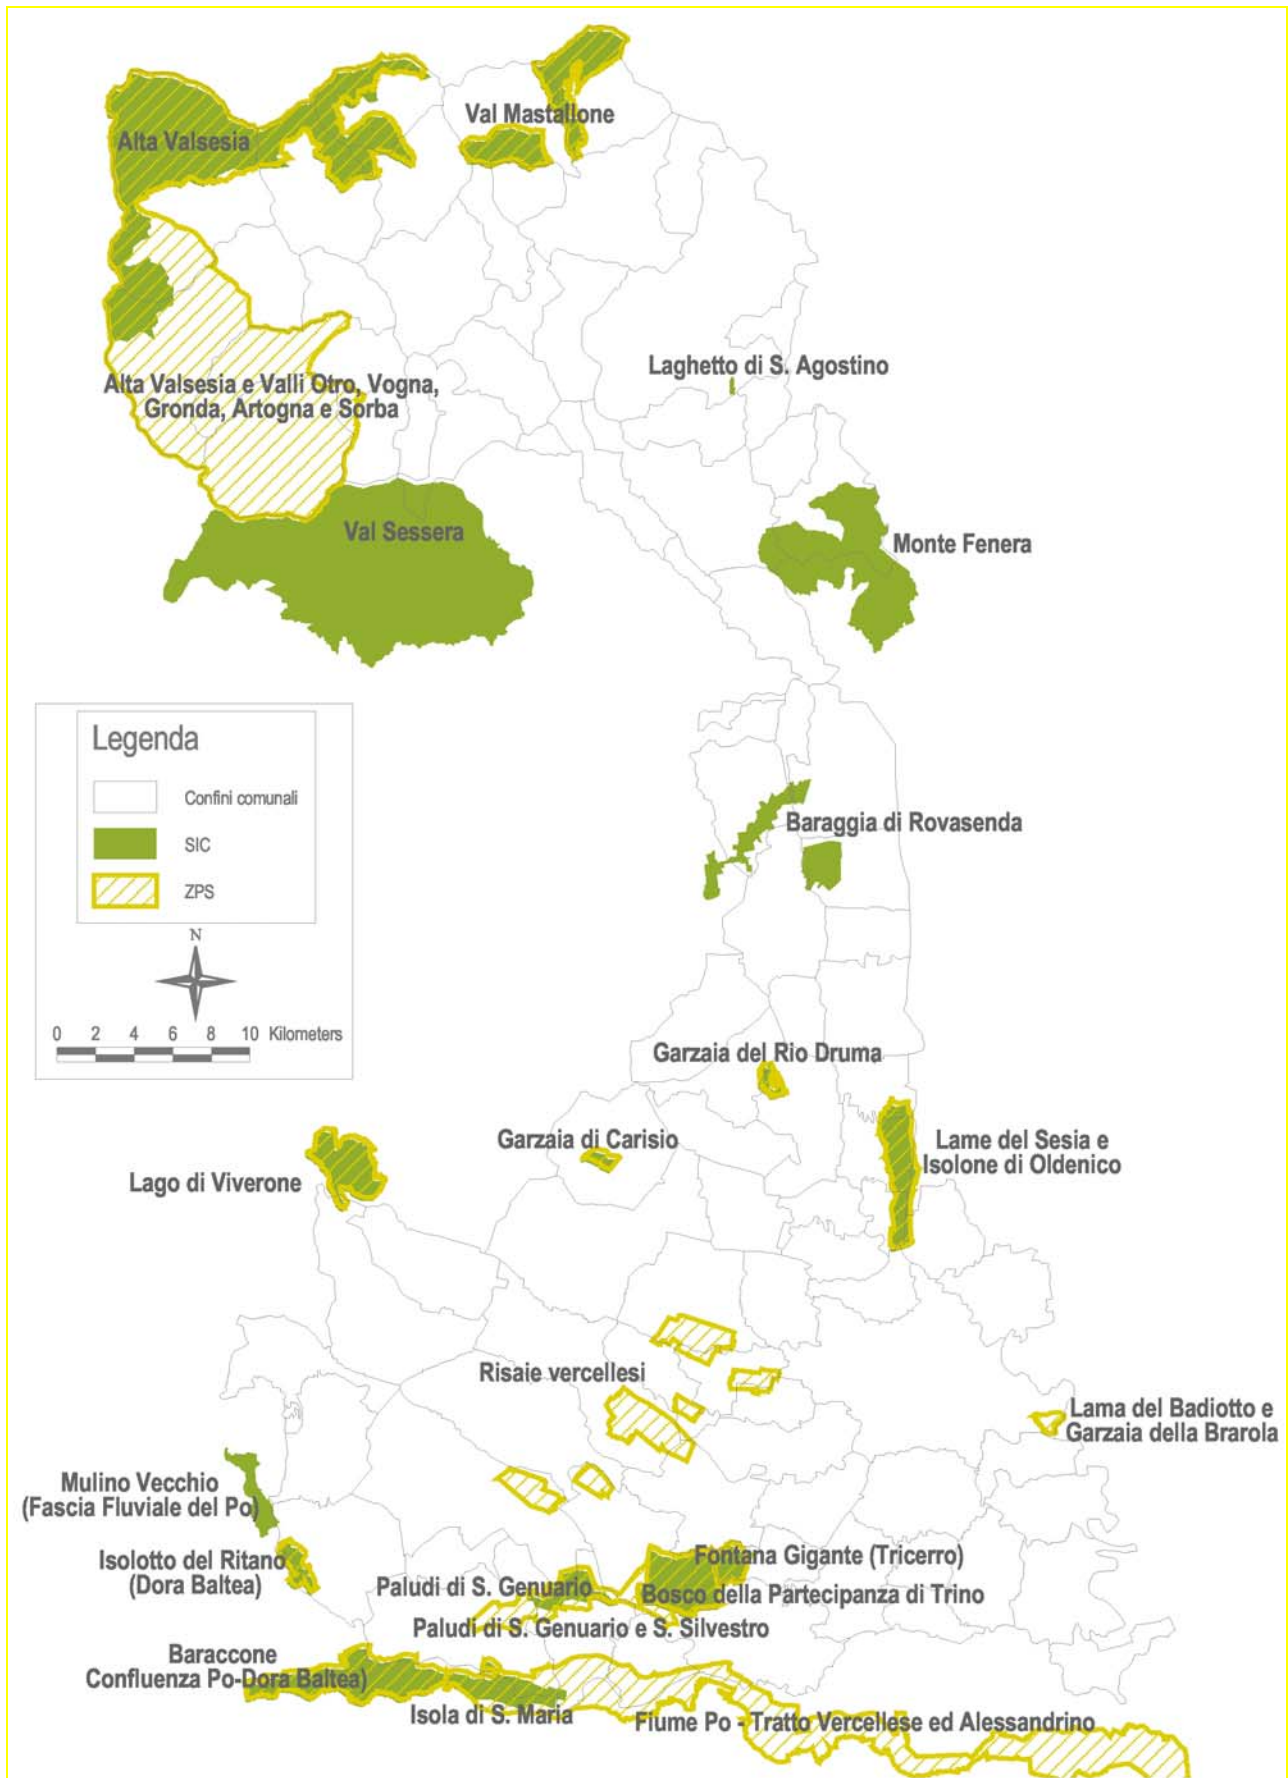 Val Mastallone
Alta Valsesia
Laghetto di S. Agostino
Alta Valsesia e Valli Otro, Vogna,
Gronda, Artogna e Sorba
Val Sessera
Monte Fenera
Legenda
Confini comunali
SIC
ZPS
N
0 2 4 6 8 10 Kilometers
Baraggia di Rovasenda
Garzaia del Rio Druma
Garzaia di Carisio
Lame del Sesia e
Isolone di Oldenico
Lago di Viverone
Risaie vercellesi
Lama del Badiotto e
Garzaia della Brarola
Mulino Vecchio
(Fascia Fluviale del Po)
Isolotto del Ritano
(Dora Baltea)
Fontana Gigante (Tricerro)
Paludi di S. Genuario
Bosco della Partecipanza di Trino
Paludi di S. Genuario e S. Silvestro
Baraccone
Confluenza Po-Dora Baltea)
Isola di S. Maria
Fiume Po - Tratto Vercellese ed Alessandrino